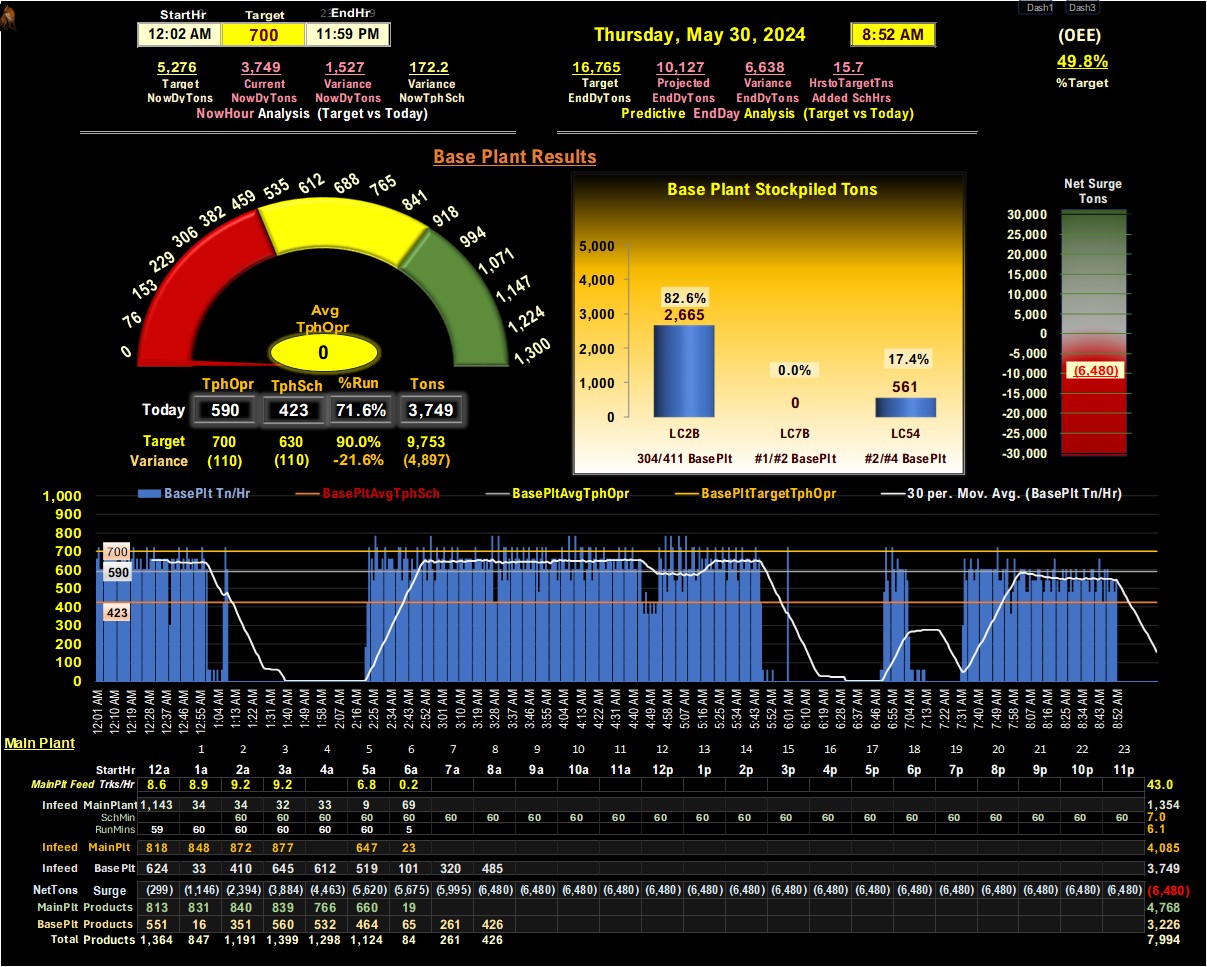 Dash1 Dash3
StartHr Target EndHr
12:02 AM 700 11:59 PM
Thursday, May 30, 2024 8:52 AM
(OEE)
49.8%
%Target
5,276 3,749 1,527 172.2
Target Current Variance Variance
NowDyTons NowDyTons NowDyTons NowTphSch
NowHour Analysis (Target vs Today)
16,765 10,127 6,638 15.7
Target Projected Variance HrstoTargetTns
EndDyTons EndDyTons EndDyTons Added SchHrs
Predictive EndDay Analysis (Target vs Today)
Base Plant Results
0 76 153 229 306 382 459 535 612 688 765 841 918 994 1,071 1,147 1,224 1,300
Avg
TphOpr
0
TphOpr TphSch %Run Tons
Today 590 423 71.6% 3,749
Target 700 630 90.0% 9,753
Variance (110) (110) -21.6% (4,897)
Base Plant Stockpiled Tons
5,000
4,000
3,000
2,000
1,000
0
82.6%
2,665
0.0%
0
17.4%
561
LC2B LC7B LC54
304/411 BasePlt #1/#2 BasePlt #2/#4 BasePlt
Net Surge
Tons
30,000
25,000
20,000
15,000
10,000
5,000
0
-5,000
-10,000
-15,000
-20,000
-25,000
-30,000
(6,480)
BasePlt Tn/Hr BasePltAvgTphSch BasePltAvgTphOpr BasePltTargetTphOpr 30 per. Mov. Avg. (BasePlt Tn/Hr)
1,000
900
800
700
600
500
400
300
200
100
0
700
590
423
12:01 AM 12:10 AM 12:19 AM 12:28 AM 12:37 AM 12:46 AM 12:55 AM 1:04 AM 1:13 AM 1:22 AM 1:31 AM 1:40 AM 1:49 AM 1:58 AM 2:07 AM 2:16 AM 2:25 AM 2:34 AM 2:43 AM 2:52 AM 3:01 AM 3:10 AM 3:19 AM 3:28 AM 3:37 AM 3:46 AM 3:55 AM 4:04 AM 4:13 AM 4:22 AM 4:31 AM 4:40 AM 4:49 AM 4:58 AM 5:07 AM 5:16 AM 5:25 AM 5:34 AM 5:43 AM 5:52 AM 6:01 AM 6:10 AM 6:19 AM 6:28 AM 6:37 AM 6:46 AM 6:55 AM 7:04 AM 7:13 AM 7:22 AM 7:31 AM 7:40 AM 7:49 AM 7:58 AM 8:07 AM 8:16 AM 8:25 AM 8:34 AM 8:43 AM 8:52 AM
Main Plant
1 2 3 4 5 6 7 8 9 10 11 12 13 14 15 16 17 18 19 20 21 22 23
StartHr 12a 1a 2a 3a 4a 5a 6a 7a 8a 9a 10a 11a 12p 1p 2p 3p 4p 5p 6p 7p 8p 9p 10p 11p
MainPlt Feed Trks/Hr 8.6 8.9 9.2 9.2 6.8 0.2 43.0
Infeed MainPlant 1,143 34 34 32 33 9 69 1,354
SchMin 60 60 60 60 60 60 60 60 60 60 60 60 60 60 60 60 60 60 60 60 60 60 7.0
RunMins 59 60 60 60 60 60 5 6.1
Infeed MainPlt 818 848 872 877 647 23 4,085
Infeed BasePlt 624 33 410 645 612 519 101 320 485 3,749
NetTons Surge (299) (1,146) (2,394) (3,884) (4,463) (5,620) (5,675) (5,995) (6,480) (6,480) (6,480) (6,480) (6,480) (6,480) (6,480) (6,480) (6,480) (6,480) (6,480) (6,480) (6,480) (6,480) (6,480) (6,480) (6,480)
MainPlt Products 813 831 840 839 766 660 19 4,768
BasePlt Products 551 16 351 560 532 464 65 261 426 3,226
Total Products 1,364 847 1,191 1,399 1,298 1,124 84 261 426 7,994